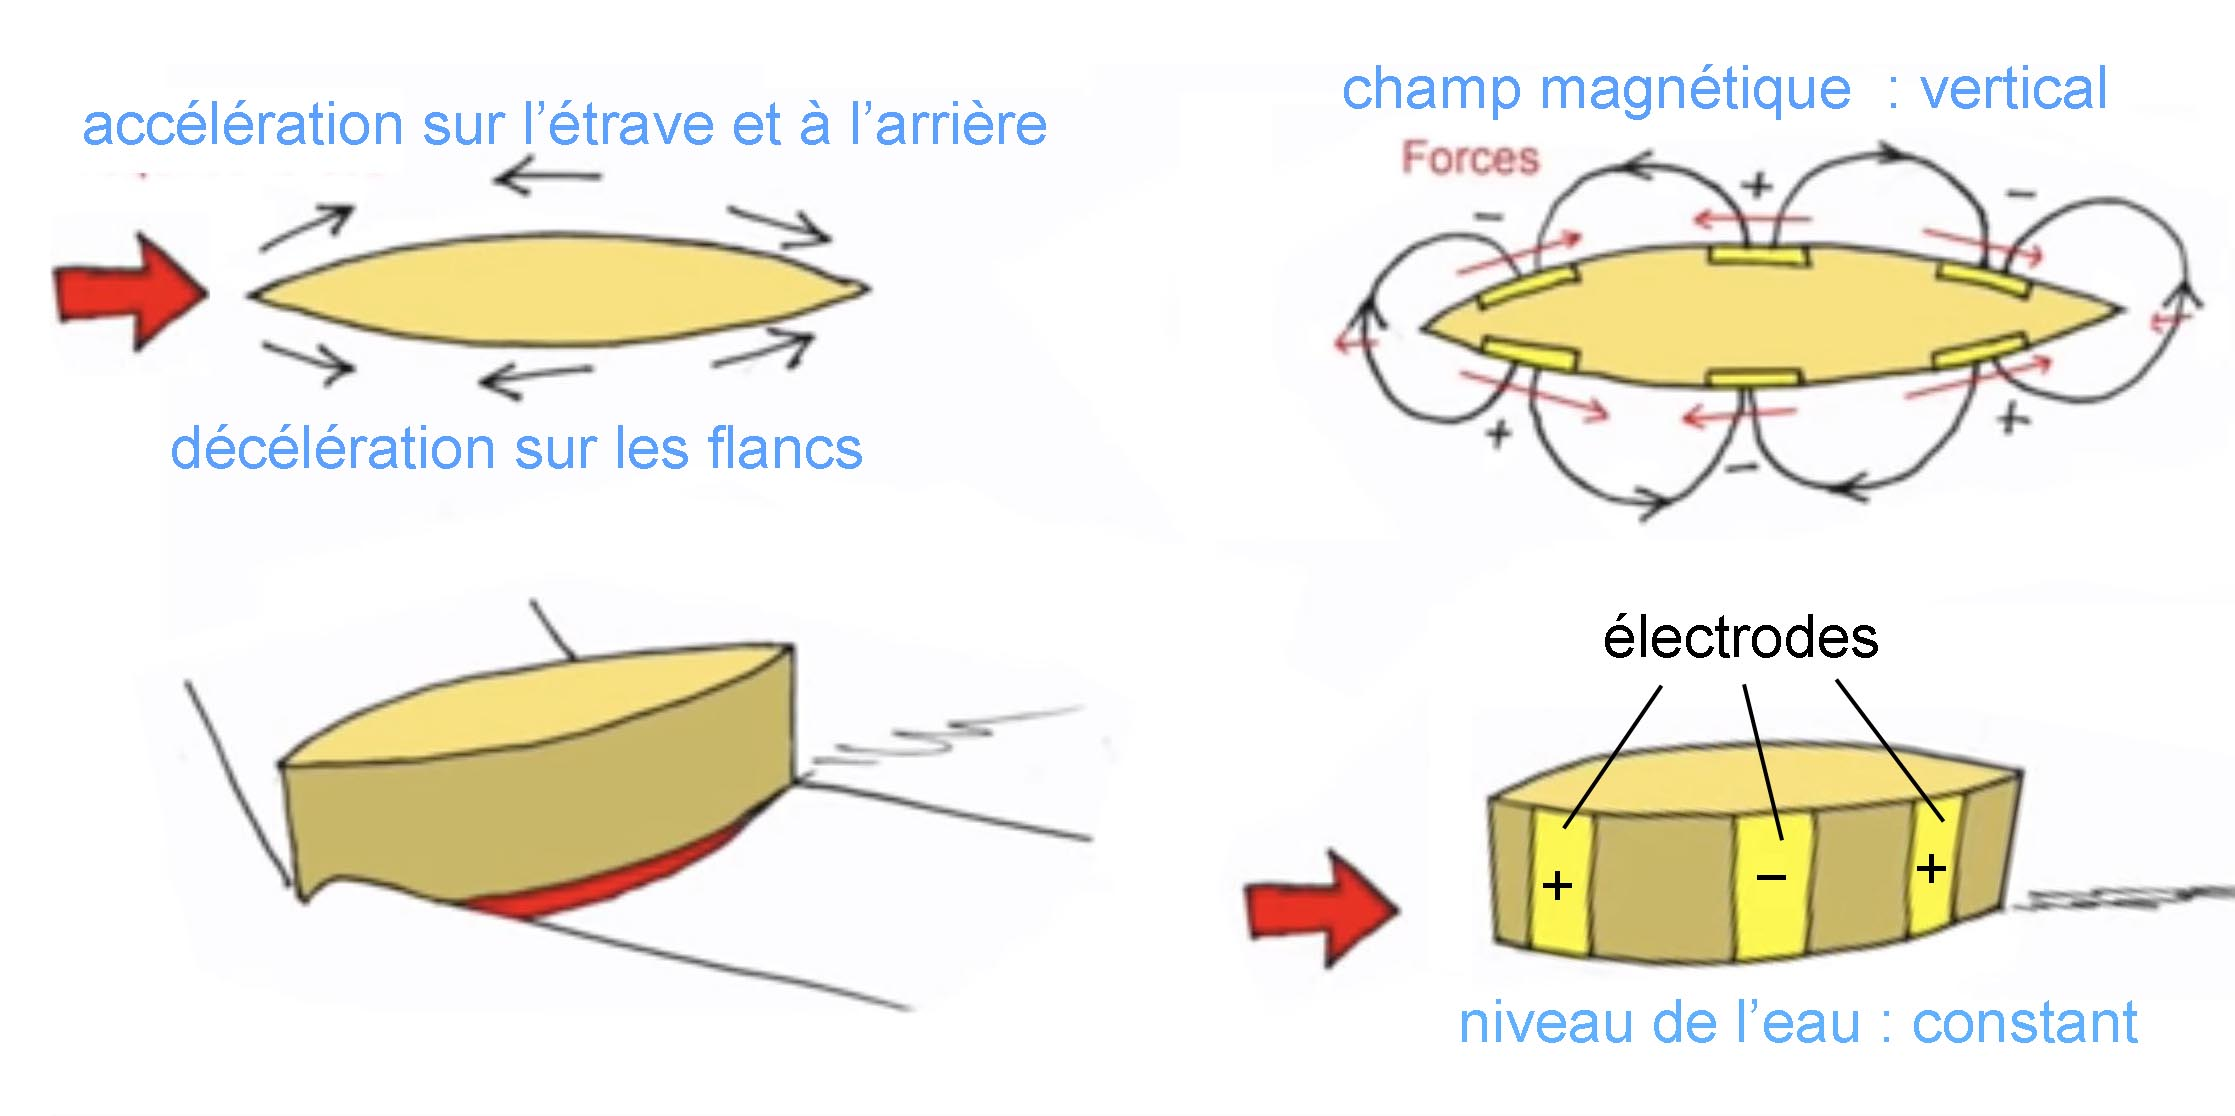 accélération sur l’étrave et à l’arrière
décélération sur les flancs
champ magnétique : vertical
Forces
− + −
+ − +
électrodes
+ − +
niveau de l’eau : constant